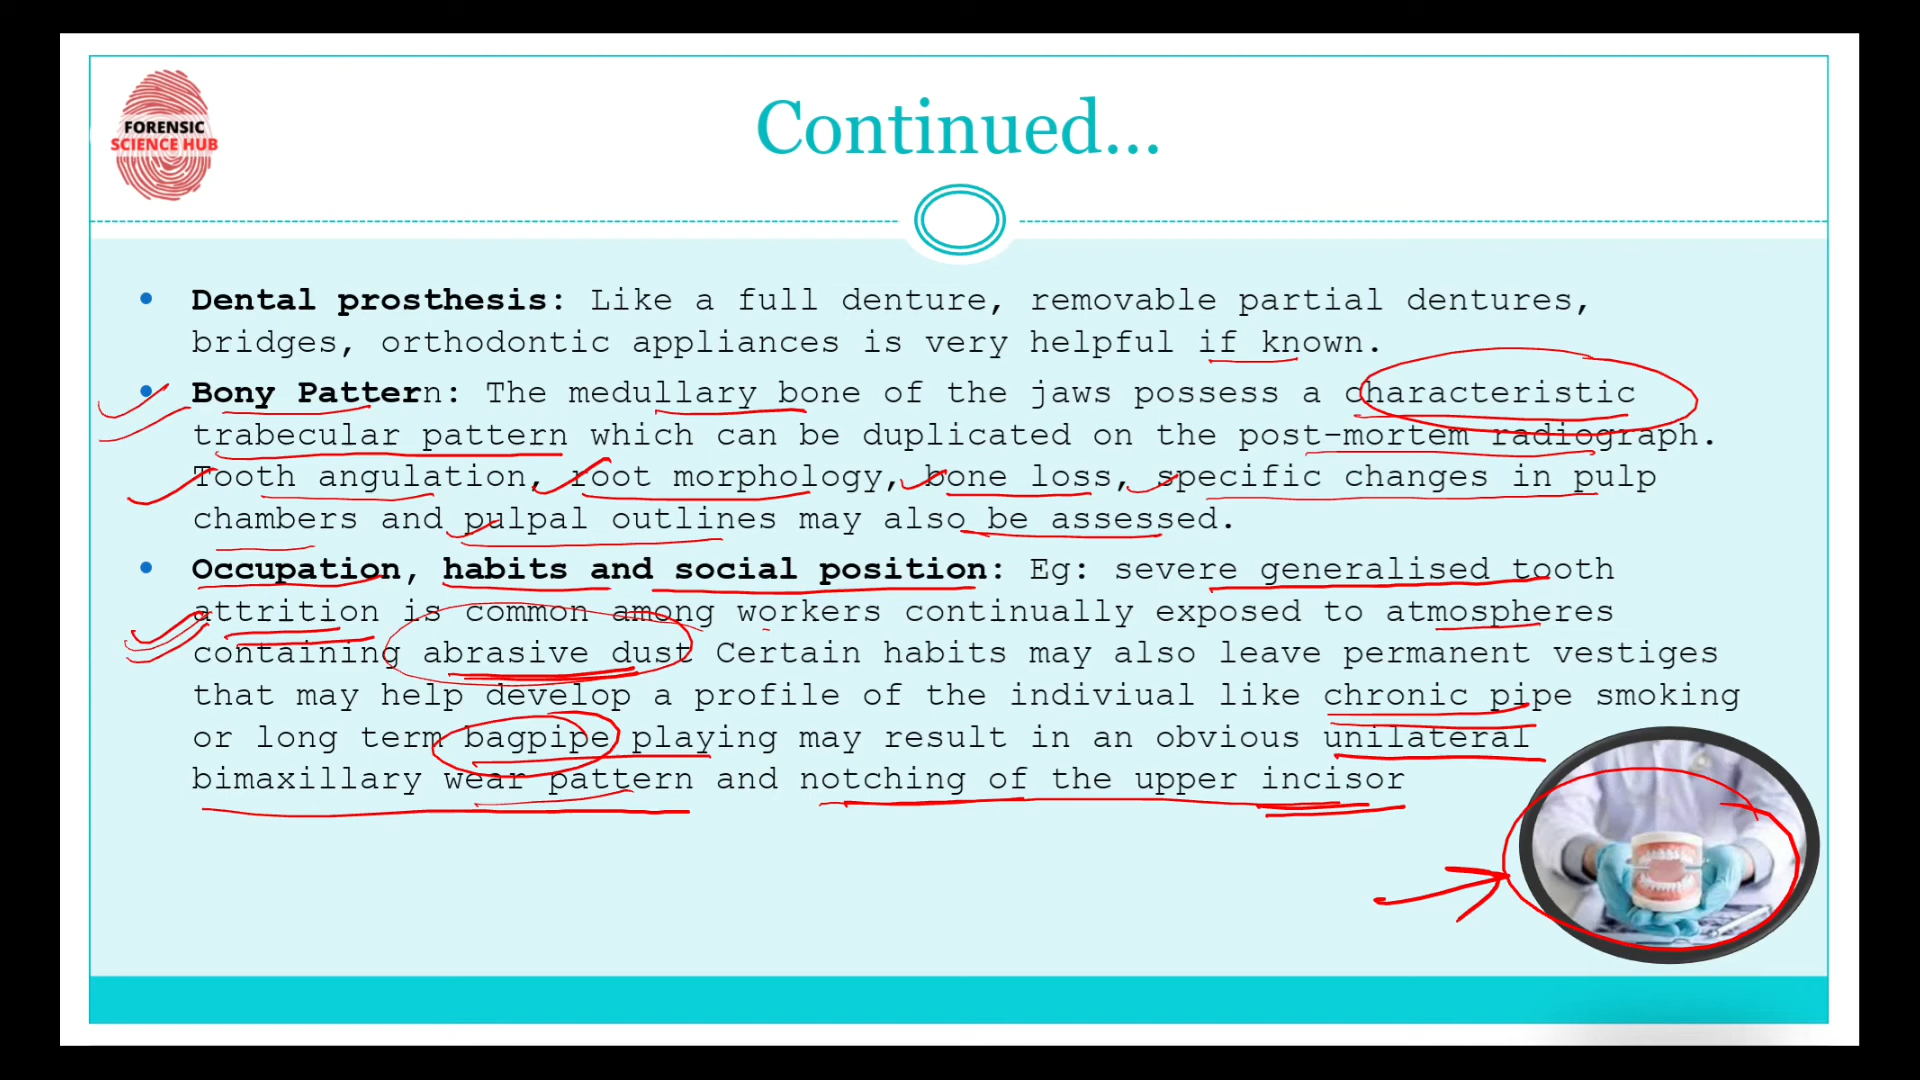 FORENSIC
SCIENCE HUB
Continued...
• Dental prosthesis: Like a full denture, removable partial dentures,
bridges, orthodontic appliances is very helpful if known.
• Bony Pattern: The medullary bone of the jaws possess a characteristic
trabecular pattern which can be duplicated on the post-mortem radiograph.
Tooth angulation, root morphology, bone loss, specific changes in pulp
chambers and pulpal outlines may also be assessed.
• Occupation, habits and social position: Eg: severe generalised tooth
attrition is common among workers continually exposed to atmospheres
containing abrasive dust Certain habits may also leave permanent vestiges
that may help develop a profile of the indiviual like chronic pipe smoking
or long term bagpipe playing may result in an obvious unilateral
bimaxillary wear pattern and notching of the upper incisor